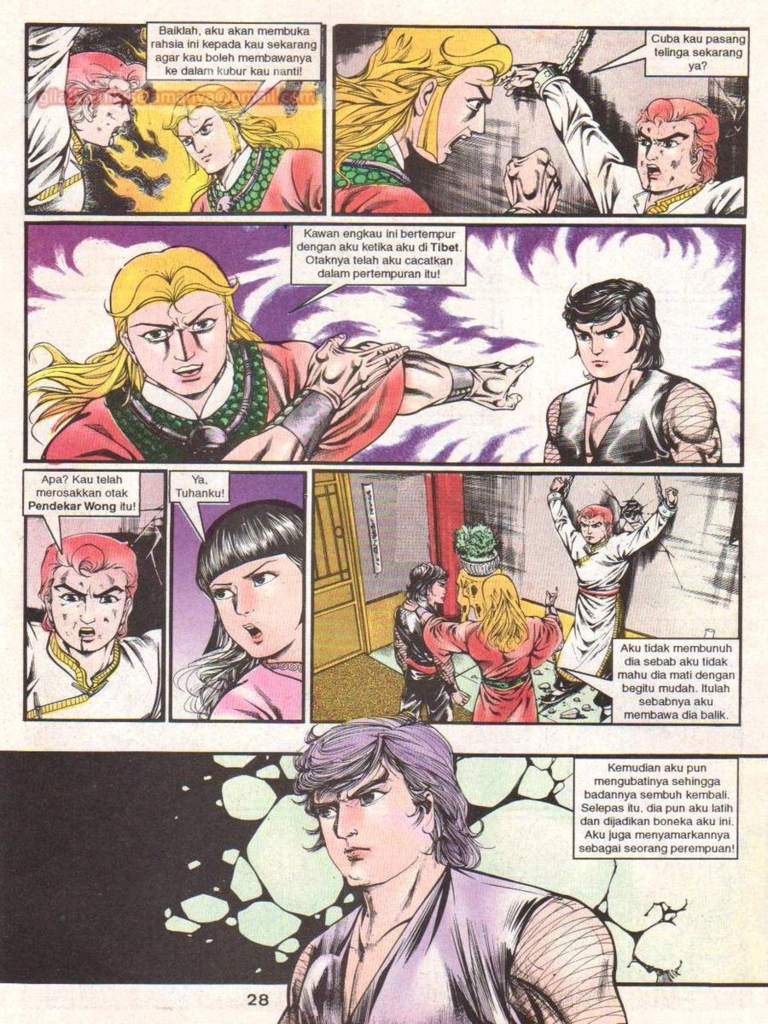 Baiklah, aku akan membuka
rahsia ini kepada kau sekarang
agar kau boleh membawanya
ke dalam kubur kau nanti!
Cuba kau pasang
telinga sekarang
ya?
Kawan engkau ini bertempur
dengan aku ketika aku di Tibet.
Otaknya telah aku cacatkan
dalam pertempuran itu!
Apa? Kau telah
merosakkan otak
Pendekar Wong itu!
Ya,
Tuhanku!
Aku tidak membunuh
dia sebab aku tidak
mahu dia mati dengan
begitu mudah. Itulah
sebabnya aku
membawa dia balik.
Kemudian aku pun
mengubatinya sehingga
badannya sembuh kembali.
Selepas itu, dia pun aku latih
dan dijadikan boneka aku ini.
Aku juga menyamarkannya
sebagai seorang perempuan!
28